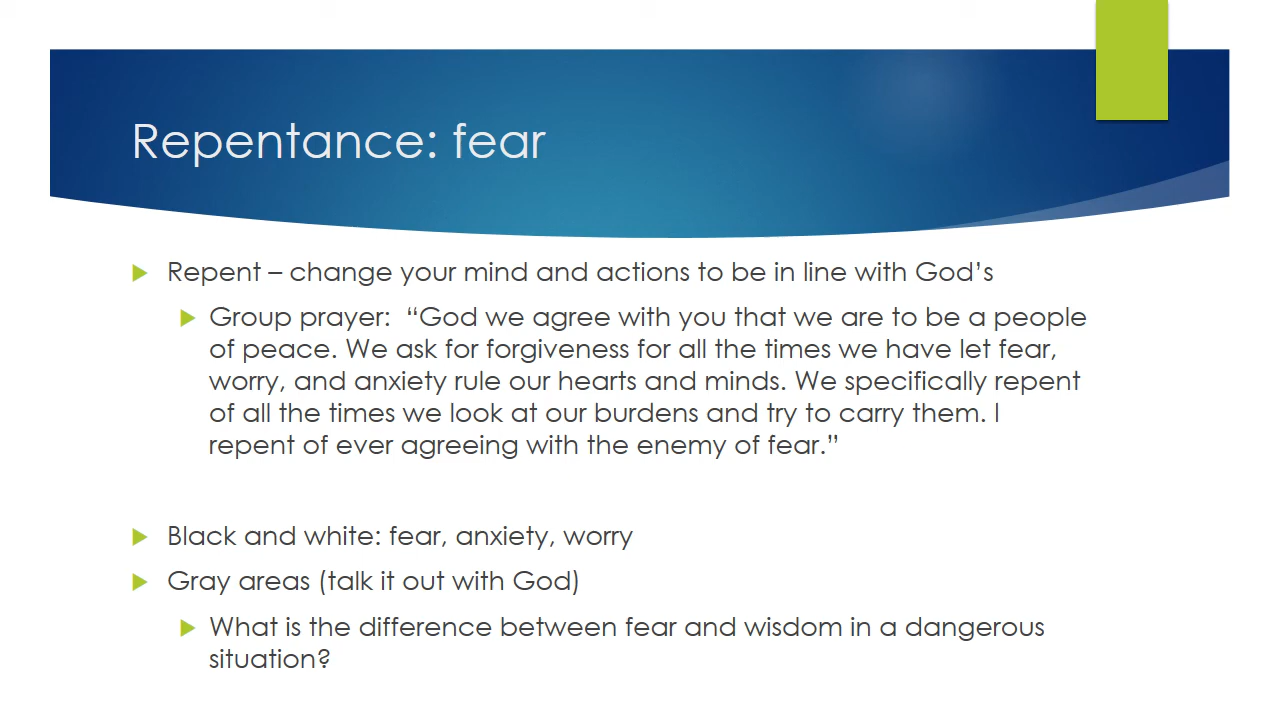 Repentance: fear
Repent – change your mind and actions to be in line with God’s
Group prayer:  “God we agree with you that we are to be a people
of peace. We ask for forgiveness for all the times we have let fear,
worry, and anxiety rule our hearts and minds. We specifically repent
of all the times we look at our burdens and try to carry them. I
repent of ever agreeing with the enemy of fear.”
Black and white: fear, anxiety, worry
Gray areas (talk it out with God)
What is the difference between fear and wisdom in a dangerous
situation?